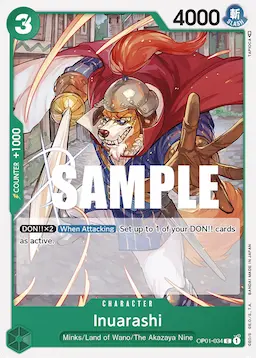 3
4000
斬
SLASH
COUNTER +1000
SAMPLE
DON!!×2 When Attacking Set up to 1 of your DON!! cards
as active.
CHARACTER
Inuarashi
Minks/Land of Wano/The Akazaya Nine
OP01-034